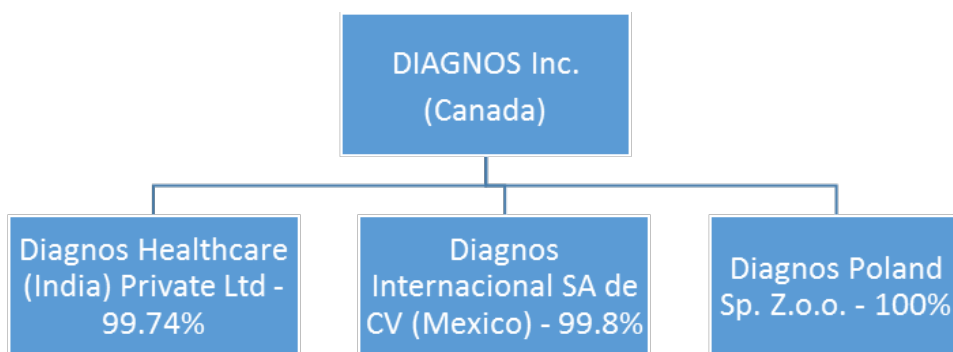 DIAGNOS Inc.
(Canada)
Diagnos Healthcare
(India) Private Ltd -
99.74%
Diagnos
Internacional SA de
CV (Mexico) - 99.8%
Diagnos Poland
Sp. Z.o.o. - 100%